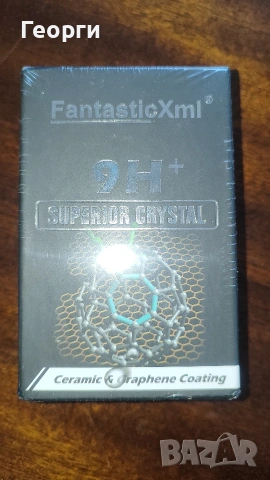 Георги
FantasticXml®
9H+
SUPERIOR CRYSTAL
Ceramic & Graphene Coating
BAZAR